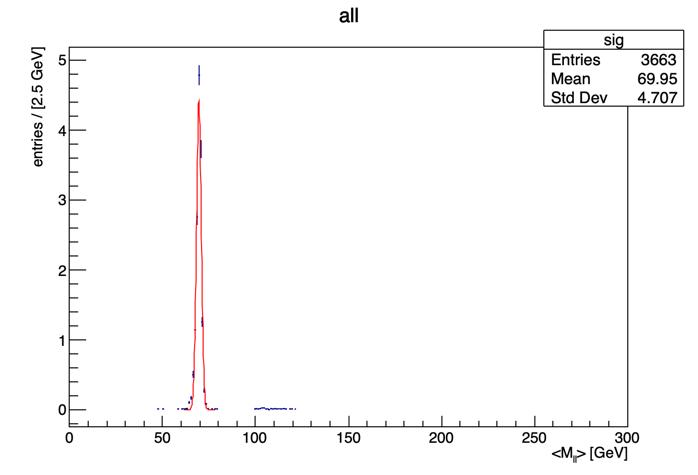 all
sig
Entries 3663
Mean 69.95
Std Dev 4.707
entries / [2.5 GeV]
5
4
3
2
1
0
0 50 100 150 200 250 300
<M_ll> [GeV]